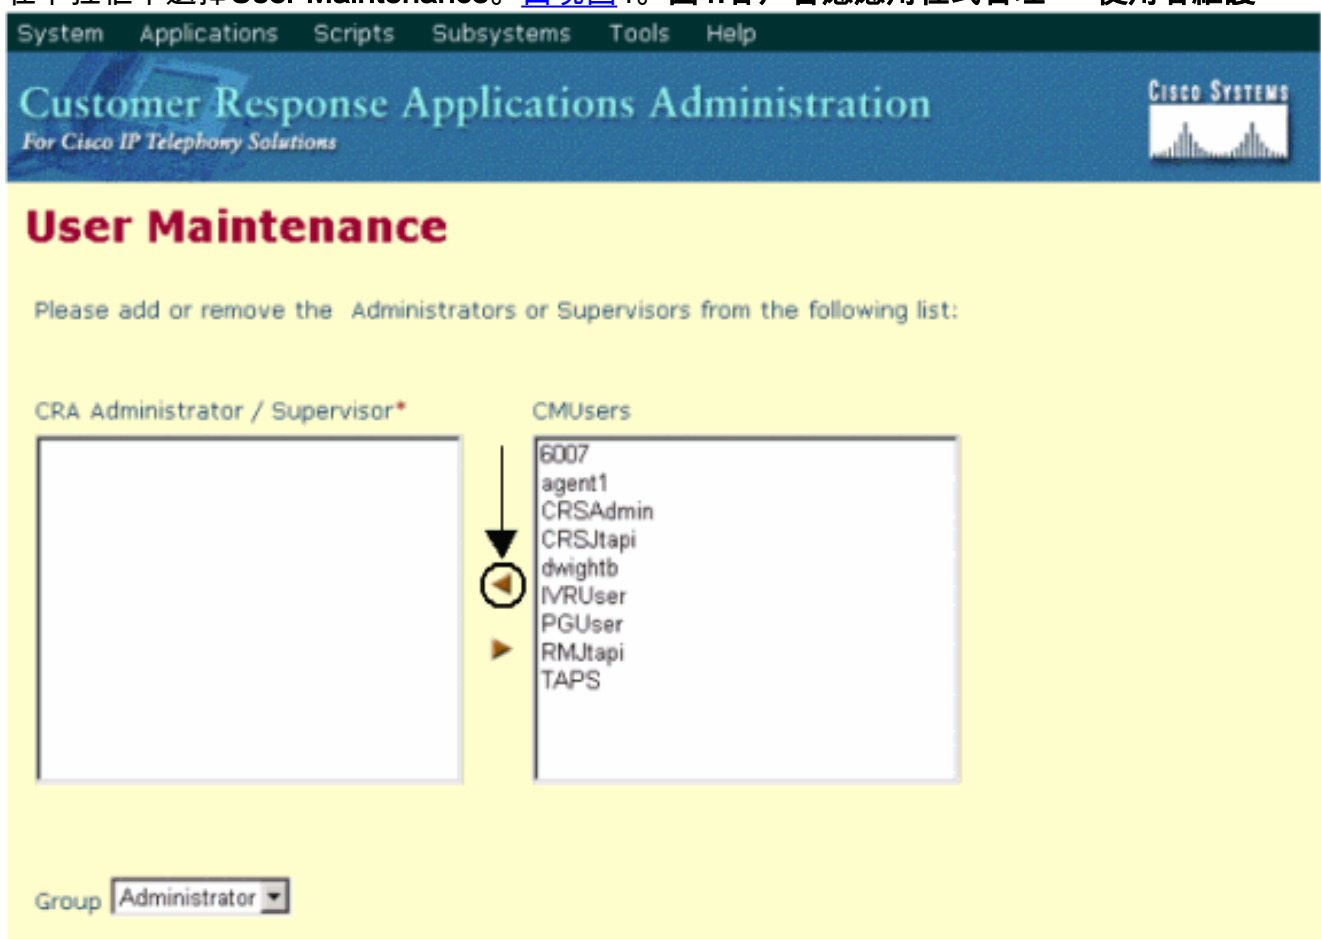 User Maintenance。
System Applications Scripts Subsystems Tools Help
Customer Response Applications Administration
CISCO SYSTEMS
For Cisco IP Telephony Solutions
User Maintenance
Please add or remove the Administrators or Supervisors from the following list:
CRA Administrator / Supervisor* CMUsers
6007
agent1
CRSAdmin
CRSJtapi
dwightb
IVRUser
PGUser
RMJtapi
TAPS
Group Administrator